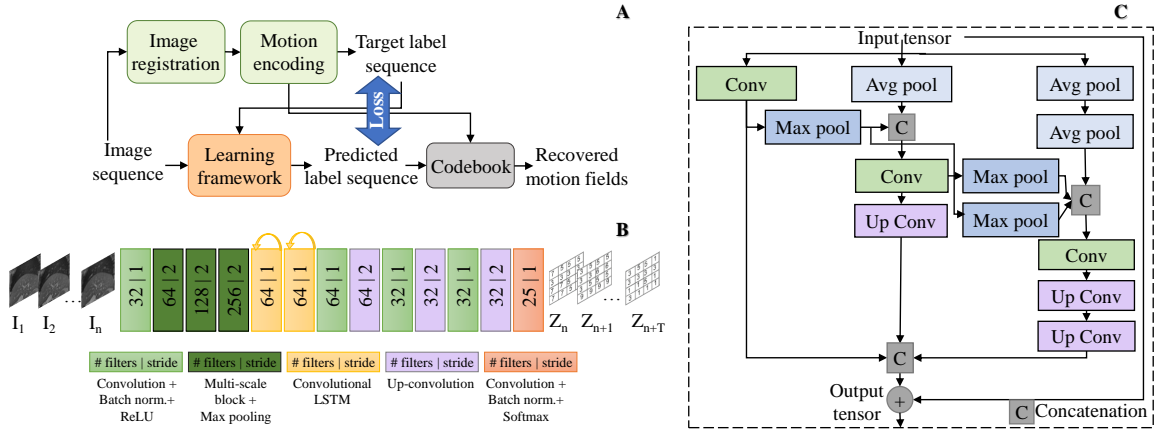 A
Image registration
Motion encoding
Target label sequence
Loss
Image sequence
Learning framework
Predicted label sequence
Codebook
Recovered motion fields
B
32 | 1
64 | 2
128 | 2
256 | 2
64 | 1
64 | 1
64 | 1
64 | 2
32 | 1
32 | 2
32 | 1
32 | 2
25 | 1
I1 I2 ... In
Zn Zn+1 ... Zn+T
# filters | stride
Convolution +
Batch norm.+
ReLU
# filters | stride
Multi-scale
block +
Max pooling
# filters | stride
Convolutional
LSTM
# filters | stride
Up-convolution
# filters | stride
Convolution +
Batch norm.+
Softmax
C
Input tensor
Conv
Avg pool
Avg pool
Max pool
C
Avg pool
Conv
Max pool
C
Up Conv
Max pool
Conv
Up Conv
Up Conv
C
Output
tensor
+
C Concatenation